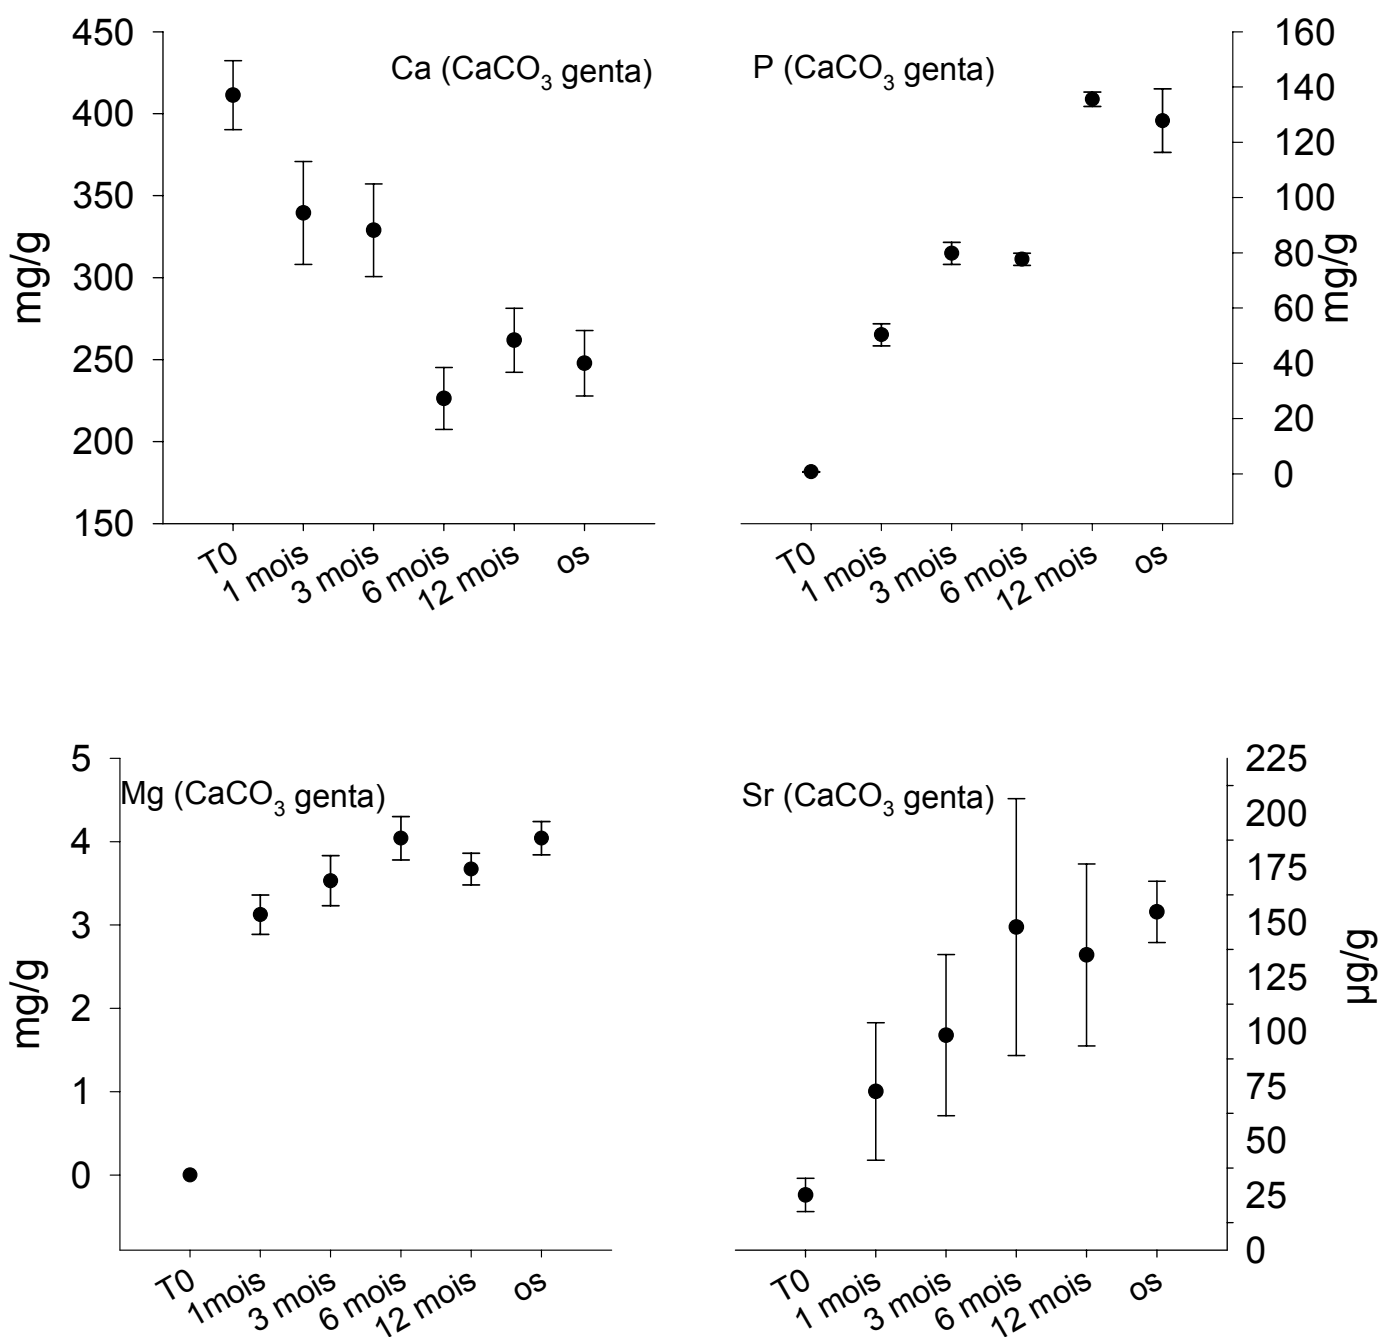 Ca (CaCO3 genta)
450
400
350
300
250
200
150
mg/g
T0
1 mois
3 mois
6 mois
12 mois
os
P (CaCO3 genta)
160
140
120
100
80
60
40
20
0
mg/g
T0
1 mois
3 mois
6 mois
12 mois
os
Mg (CaCO3 genta)
5
4
3
2
1
0
mg/g
T0
1mois
3 mois
6 mois
12 mois
os
Sr (CaCO3 genta)
225
200
175
150
125
100
75
50
25
0
µg/g
T0
1 mois
3 mois
6 mois
12 mois
os